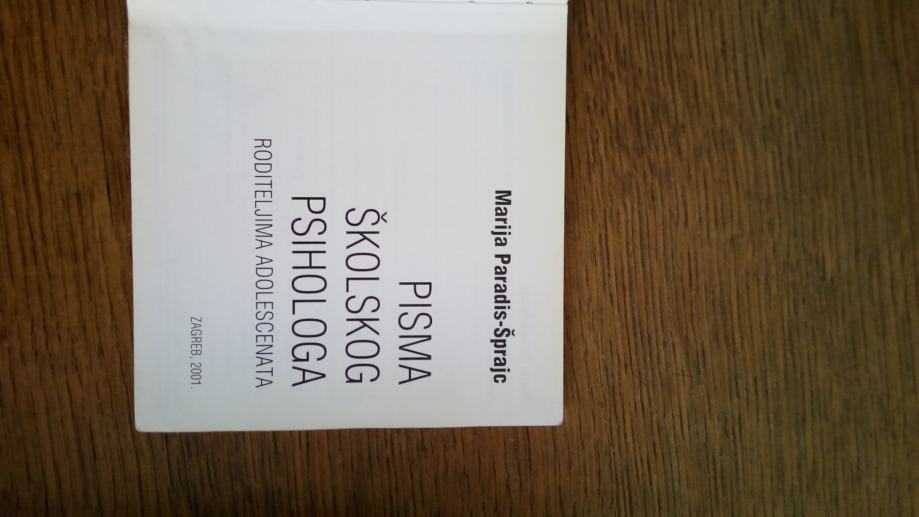 Marija Paradis-Šprajc
PISMA
ŠKOLSKOG
PSIHOLOGA
RODITELJIMA ADOLESCENATA
ZAGREB, 2001.